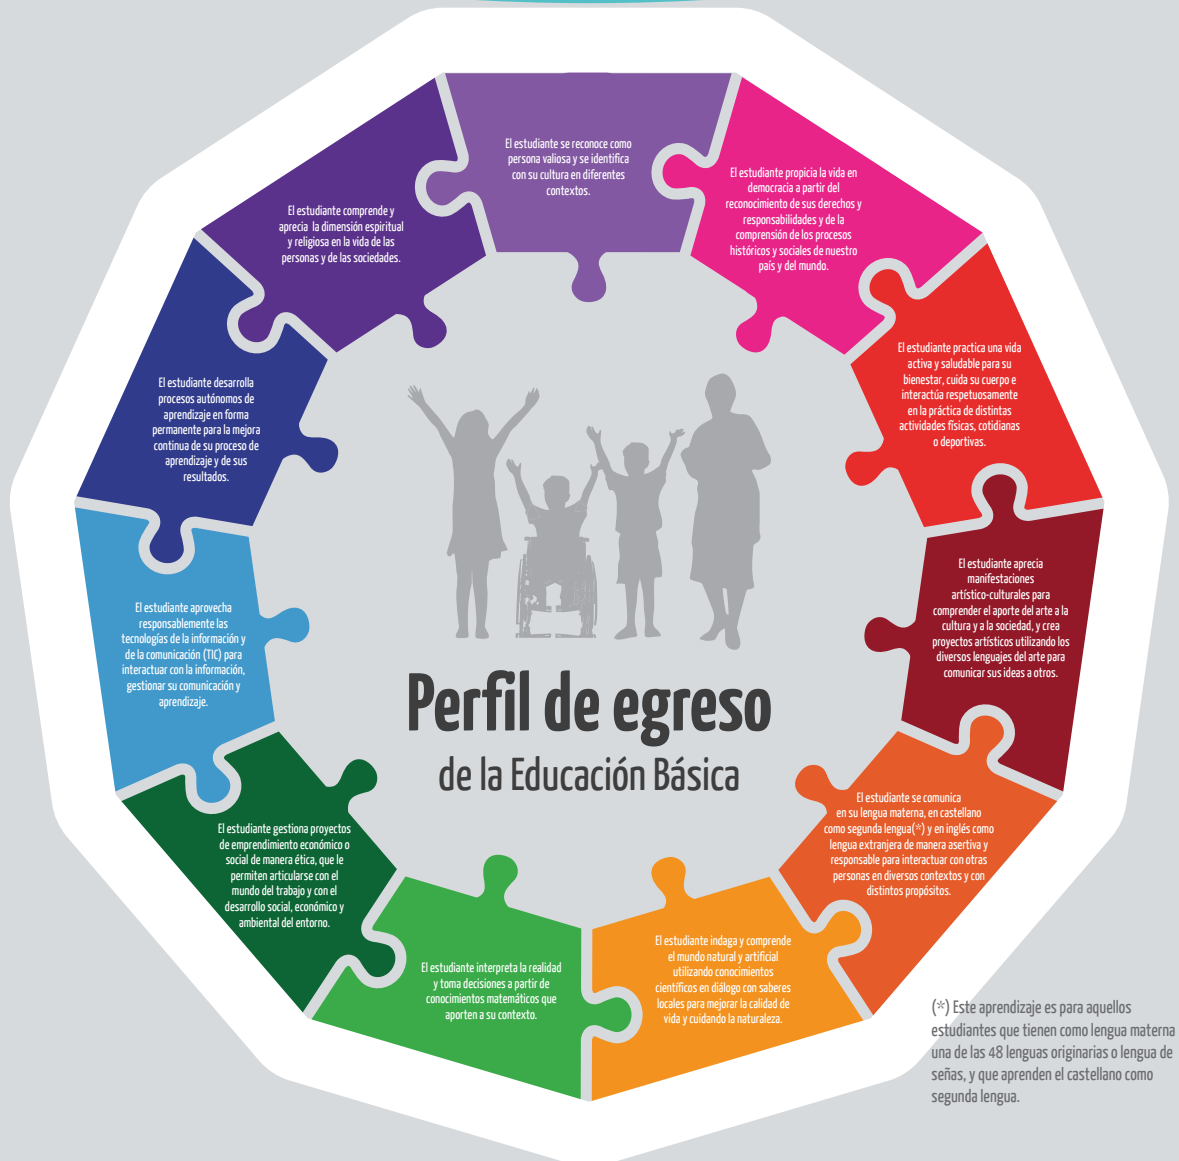 El estudiante se reconoce como
persona valiosa y se identifica
con su cultura en diferentes
contextos.
El estudiante propicia la vida en
democracia a partir del
reconocimiento de sus derechos y
responsabilidades y de la
comprensión de los procesos
históricos y sociales de nuestro
país y del mundo.
El estudiante practica una vida
activa y saludable para su
bienestar, cuida su cuerpo e
interactúa respetuosamente
en la práctica de distintas
actividades físicas, cotidianas
o deportivas.
El estudiante aprecia
manifestaciones
artístico-culturales para
comprender el aporte del arte a la
cultura y a la sociedad, y crea
proyectos artísticos utilizando los
diversos lenguajes del arte para
comunicar sus ideas a otros.
El estudiante se comunica
en su lengua materna, en castellano
como segunda lengua(*) y en inglés como
lengua extranjera de manera asertiva y
responsable para interactuar con otras
personas en diversos contextos y con
distintos propósitos.
El estudiante indaga y comprende
el mundo natural y artificial
utilizando conocimientos
científicos en diálogo con saberes
locales para mejorar la calidad de
vida y cuidando la naturaleza.
El estudiante interpreta la realidad
y toma decisiones a partir de
conocimientos matemáticos que
aporten a su contexto.
El estudiante gestiona proyectos
de emprendimiento económico o
social de manera ética, que le
permiten articularse con el
mundo del trabajo y con el
desarrollo social, económico y
ambiental del entorno.
El estudiante aprovecha
responsablemente las
tecnologías de la información y
de la comunicación (TIC) para
interactuar con la información,
gestionar su comunicación y
aprendizaje.
El estudiante desarrolla
procesos autónomos de
aprendizaje en forma
permanente para la mejora
continua de su proceso de
aprendizaje y de sus
resultados.
El estudiante comprende y
aprecia la dimensión espiritual
y religiosa en la vida de las
personas y de las sociedades.
Perfil de egreso
de la Educación Básica
(*) Este aprendizaje es para aquellos
estudiantes que tienen como lengua materna
una de las 48 lenguas originarias o lengua de
señas, y que aprenden el castellano como
segunda lengua.